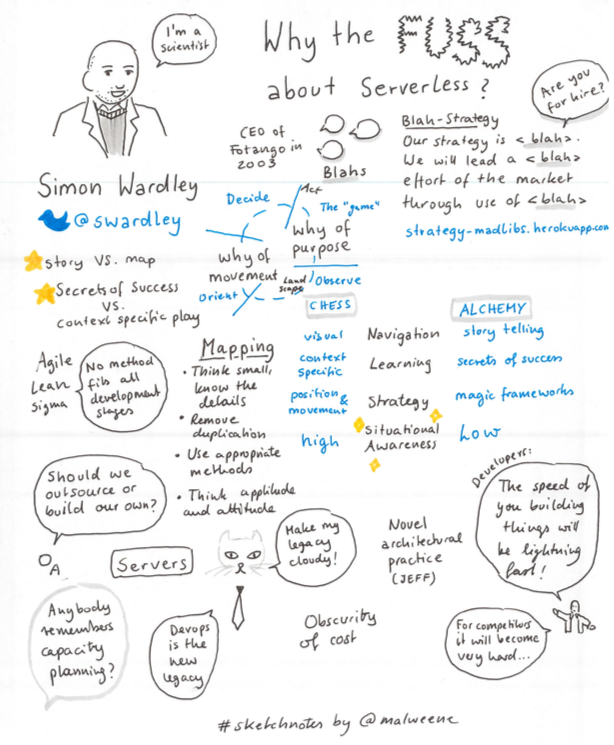 I'm a
scientist
Why the FUSS
about Serverless?
Are you
for hire?
CEO of
Fotango in
2003
Blahs
Blah-Strategy
Our strategy is <blah>.
We will lead a <blah>
effort of the market
through use of <blah>
strategy-madlibs.herokuapp.com
Simon Wardley
@swardley
Decide
Act
The "game"
why of
purpose
why of
movement
Land
scape
Observe
Orient
Story VS. map
Secrets of Success
VS.
context specific play
CHESS
ALCHEMY
visual
Navigation
story telling
context
specific
Learning
secrets of success
position &
movement
Strategy
magic frameworks
high
Situational
Awareness
Low
Agile
Lean
Sigma
No method
fits all
development
stages
Mapping
• Think small,
know the
details
• Remove
duplication
• Use appropriate
methods
• Think aptitude
and attitude
Should we
outsource or
build our own?
Servers
Make my
legacy
cloudy!
Novel
architectural
practice
(JEFF)
Developers:
The speed of
you building
things will
be lightning
fast!
Anybody
remembers
capacity
planning?
Devops
is the
new
legacy
Obscurity
of cost
For competitors
it will become
very hard...
#sketchnotes by @malweene